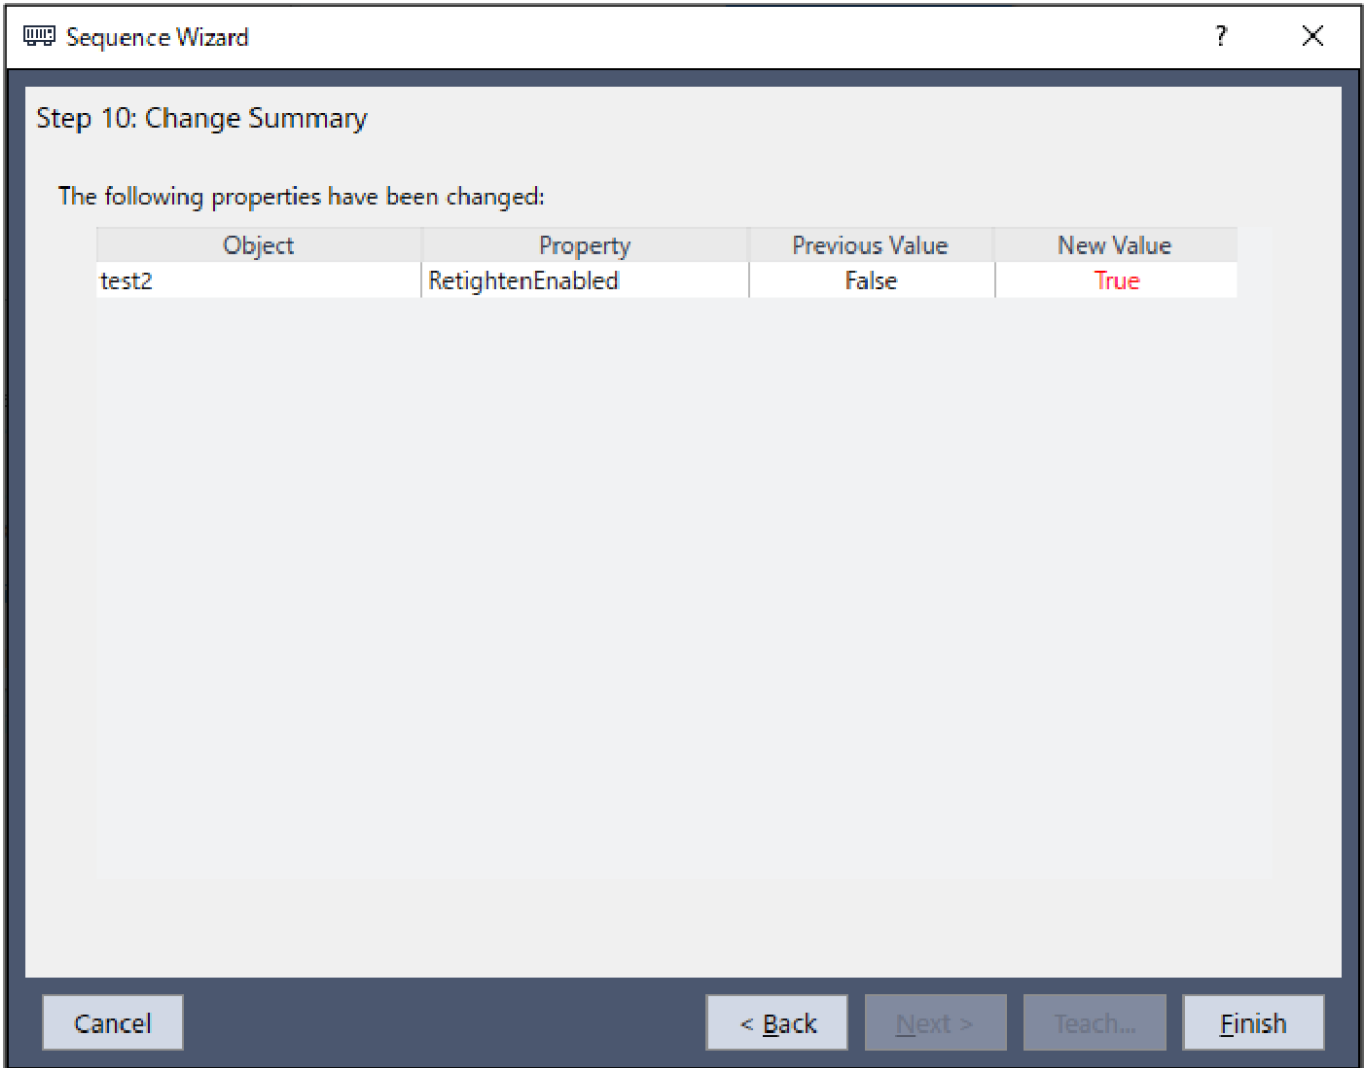 Sequence Wizard ?
Step 10: Change Summary
The following properties have been changed:
Object Property Previous Value New Value
test2 RetightenEnabled False True
Cancel < Back Next > Teach... Finish